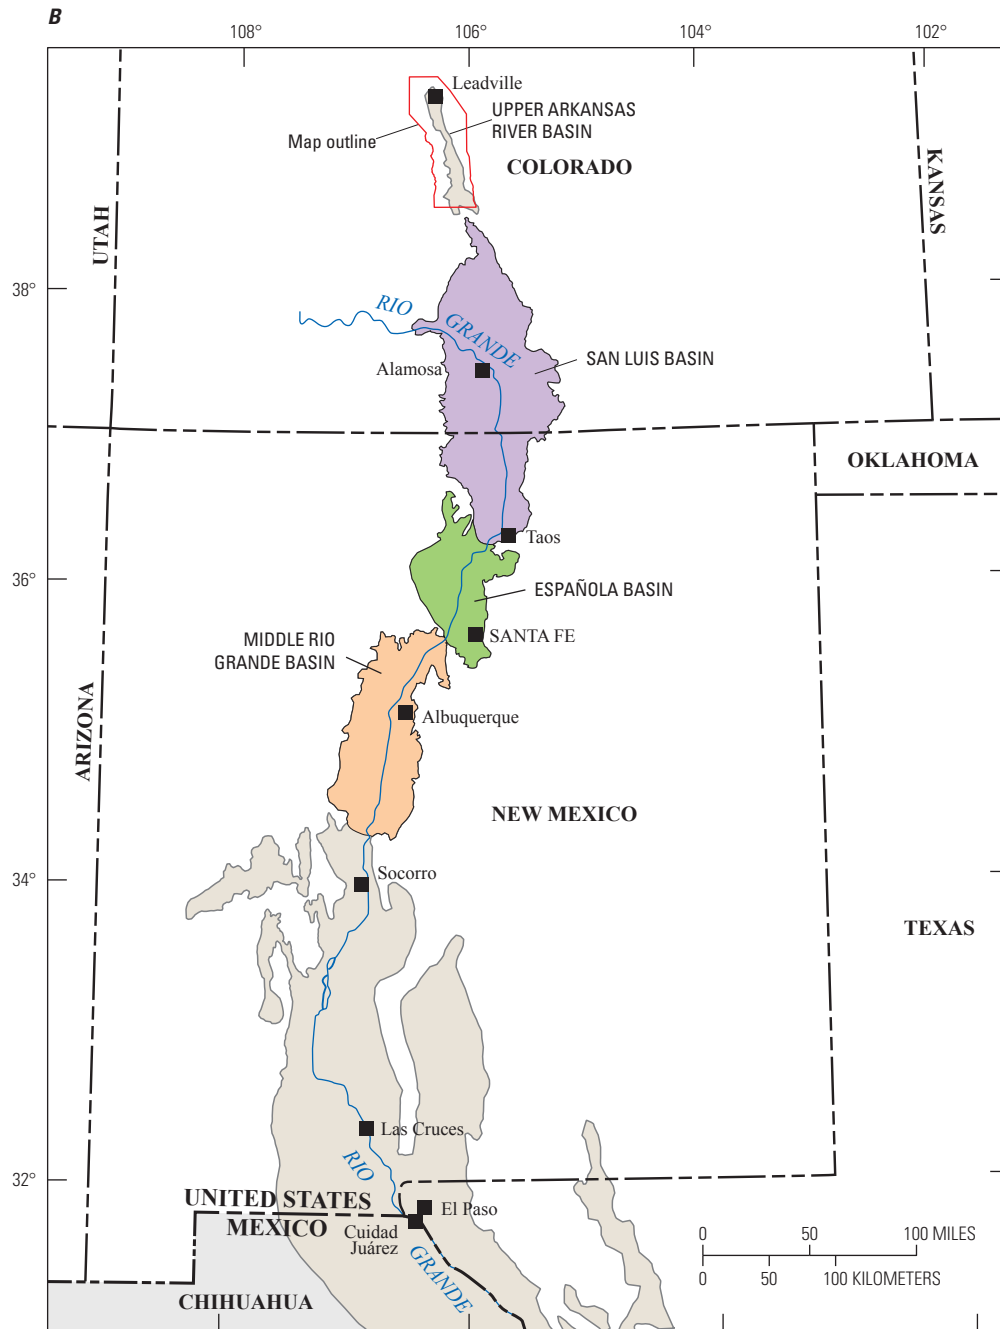 B
108°
106°
104°
102°
Leadville
UPPER ARKANSAS
RIVER BASIN
Map outline
COLORADO
KANSAS
UTAH
38°
RIO
GRANDE
SAN LUIS BASIN
Alamosa
OKLAHOMA
Taos
36°
ESPAÑOLA BASIN
SANTA FE
MIDDLE RIO
GRANDE BASIN
Albuquerque
ARIZONA
NEW MEXICO
Socorro
34°
TEXAS
Las Cruces
RIO
32°
UNITED STATES
MEXICO
El Paso
Cuidad
Juárez
GRANDE
0 50 100 MILES
0 50 100 KILOMETERS
CHIHUAHUA